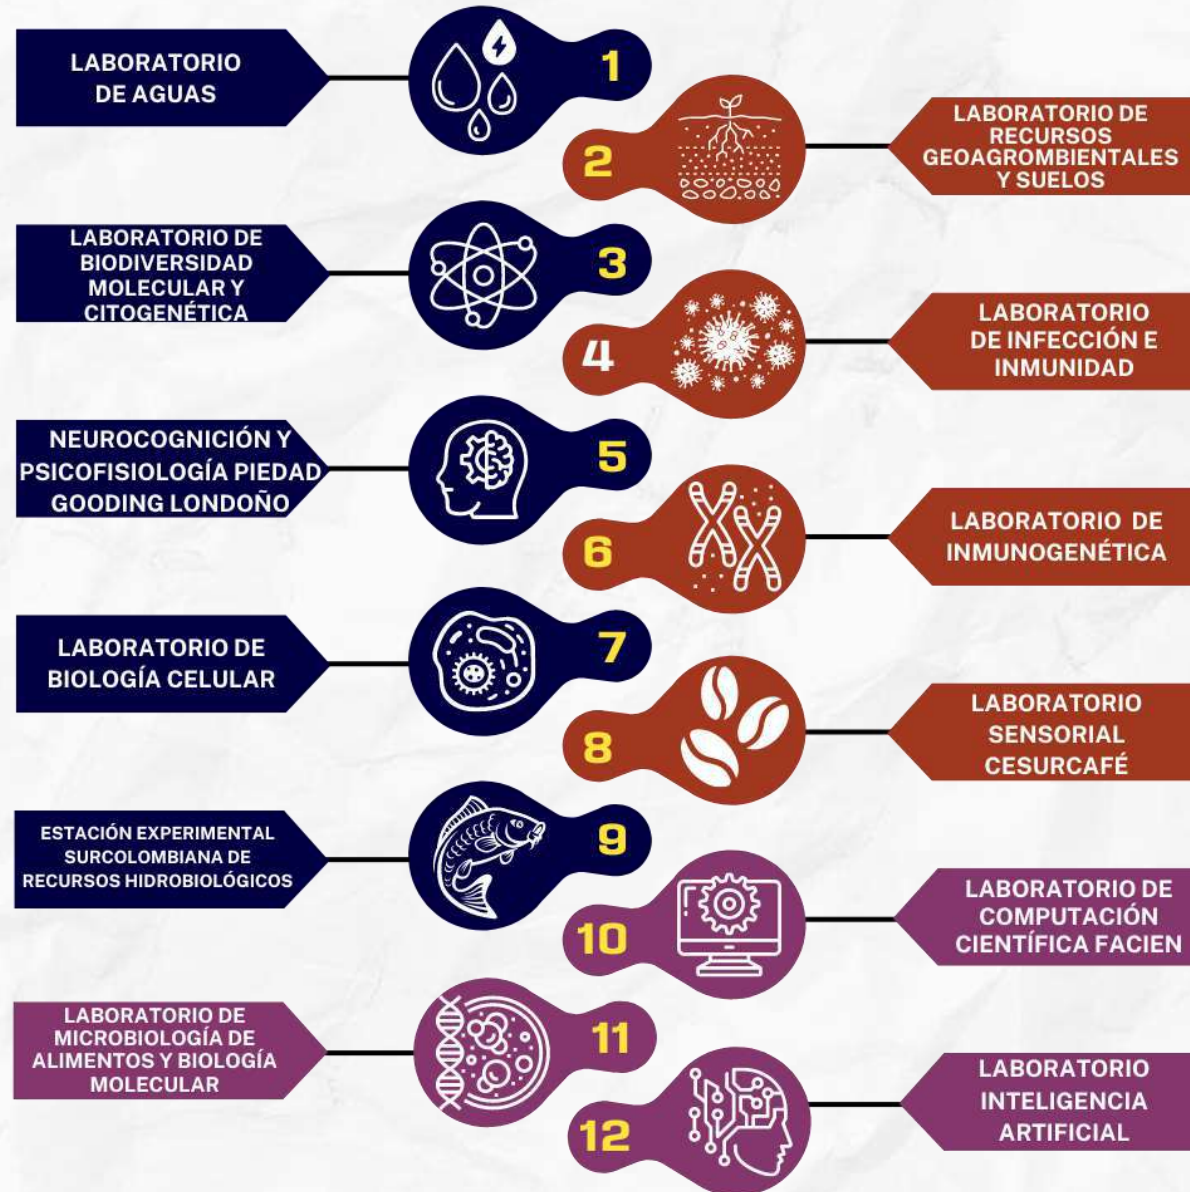 LABORATORIO
DE AGUAS
1
2
LABORATORIO DE
RECURSOS
GEOAGROMBIENTALES
Y SUELOS
LABORATORIO DE
BIODIVERSIDAD
MOLECULAR Y
CITOGENÉTICA
3
4
LABORATORIO
DE INFECCIÓN E
INMUNIDAD
NEUROCOGNICIÓN Y
PSICOFISIOLOGÍA PIEDAD
GOODING LONDOÑO
5
6
LABORATORIO DE
INMUNOGENÉTICA
LABORATORIO DE
BIOLOGÍA CELULAR
7
8
LABORATORIO
SENSORIAL
CESURCAFÉ
ESTACIÓN EXPERIMENTAL
SURCOLOMBIANA DE
RECURSOS HIDROBIOLÓGICOS
9
10
LABORATORIO DE
COMPUTACIÓN
CIENTÍFICA FACIEN
LABORATORIO DE
MICROBIOLOGÍA DE
ALIMENTOS Y BIOLOGÍA
MOLECULAR
11
12
LABORATORIO
INTELIGENCIA
ARTIFICIAL